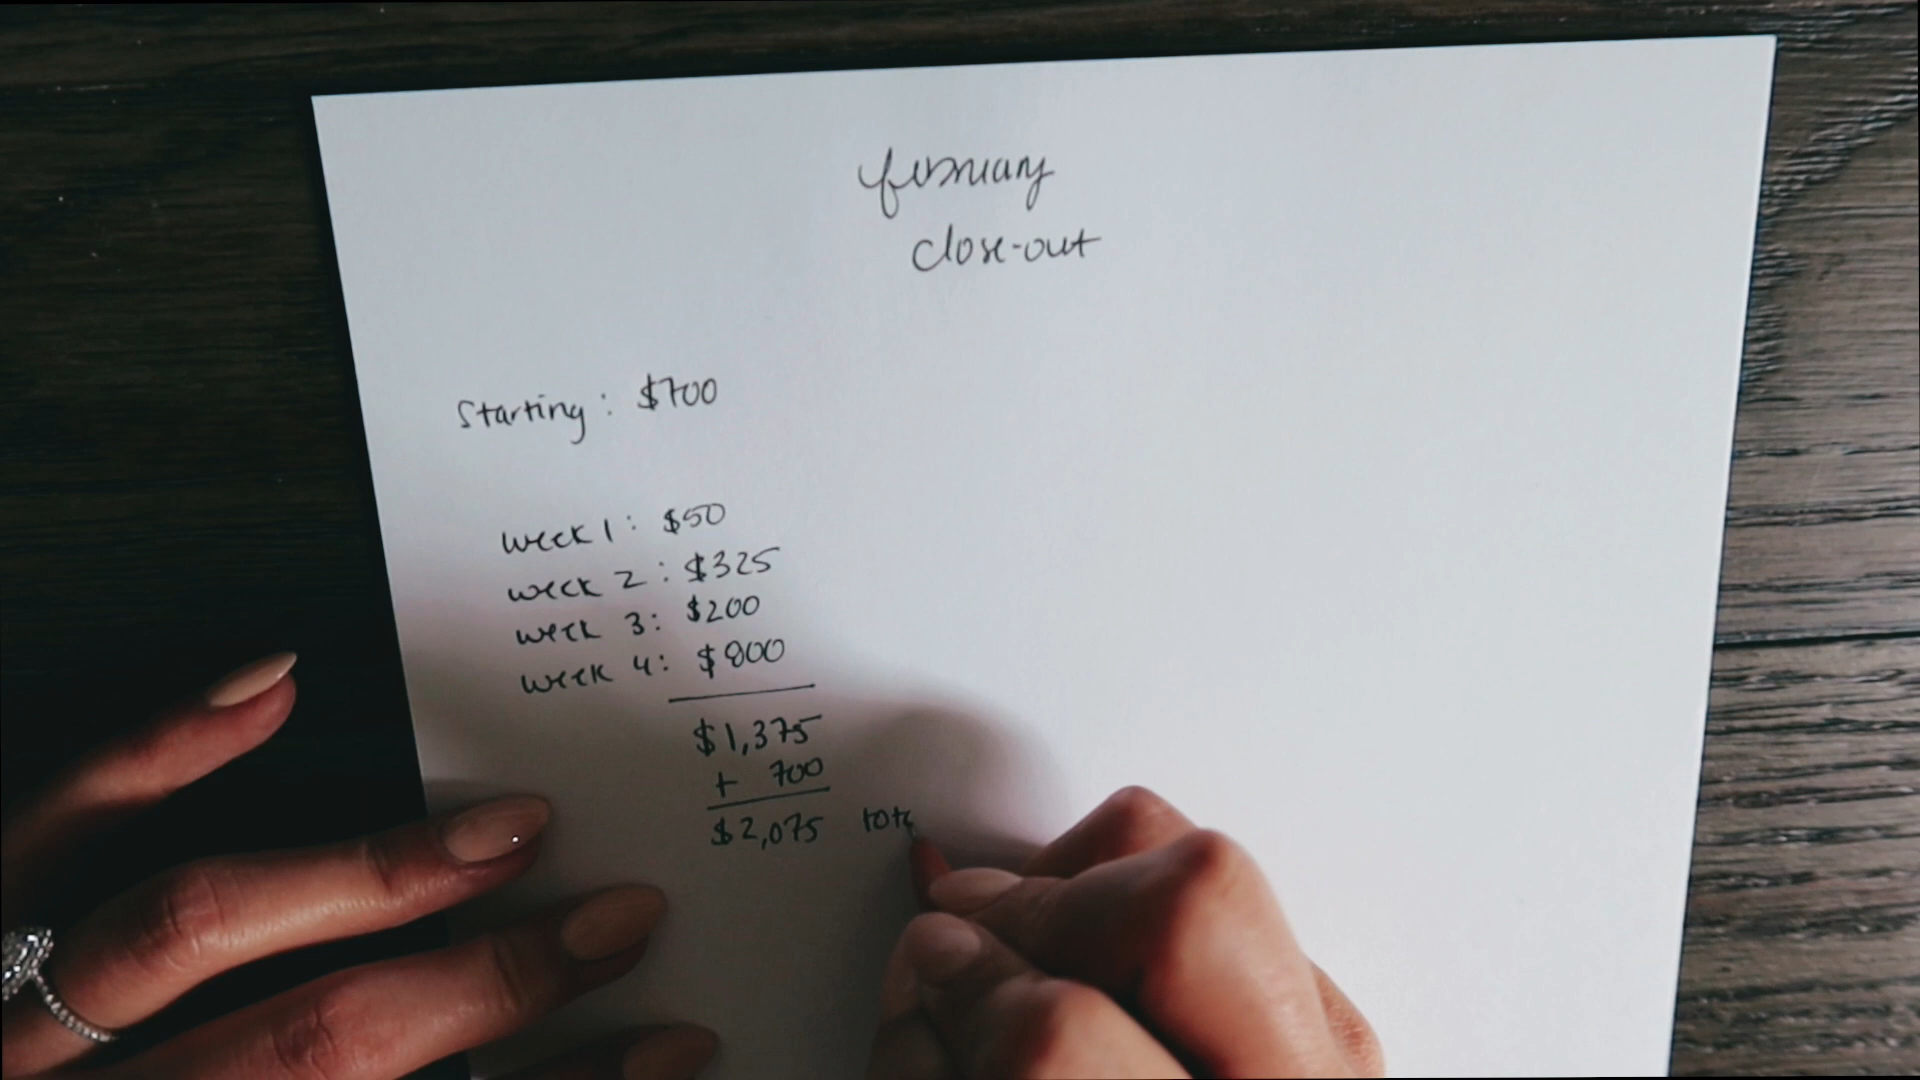 february
close-out
Starting: $700
week 1: $50
week 2: $325
week 3: $200
week 4: $800
$1,375
+ 700
$2,075 tota